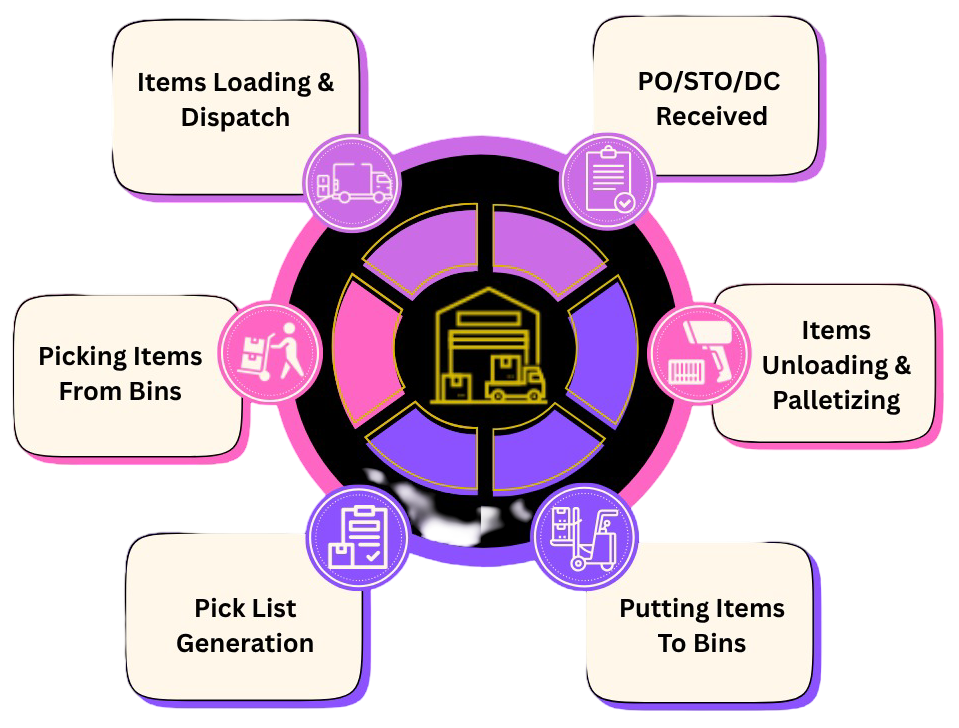 Items Loading &
Dispatch
PO/STO/DC
Received
Picking Items
From Bins
Items
Unloading &
Palletizing
Pick List
Generation
Putting Items
To Bins